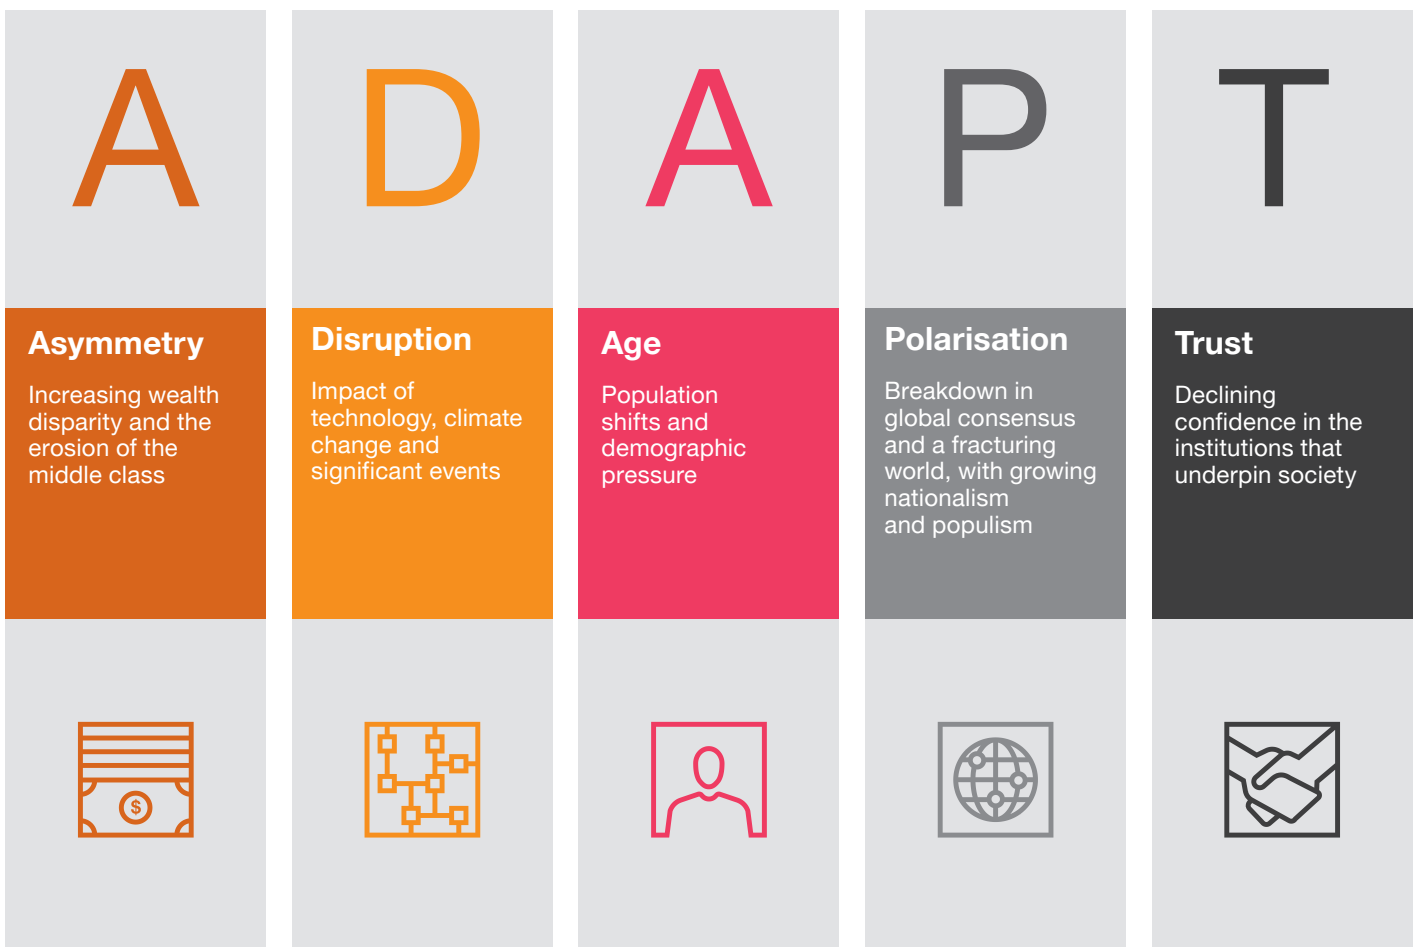 A
D
A
P
T
Asymmetry
Increasing wealth
disparity and the
erosion of the
middle class
Disruption
Impact of
technology, climate
change and
significant events
Age
Population
shifts and
demographic
pressure
Polarisation
Breakdown in
global consensus
and a fracturing
world, with growing
nationalism
and populism
Trust
Declining
confidence in the
institutions that
underpin society
$